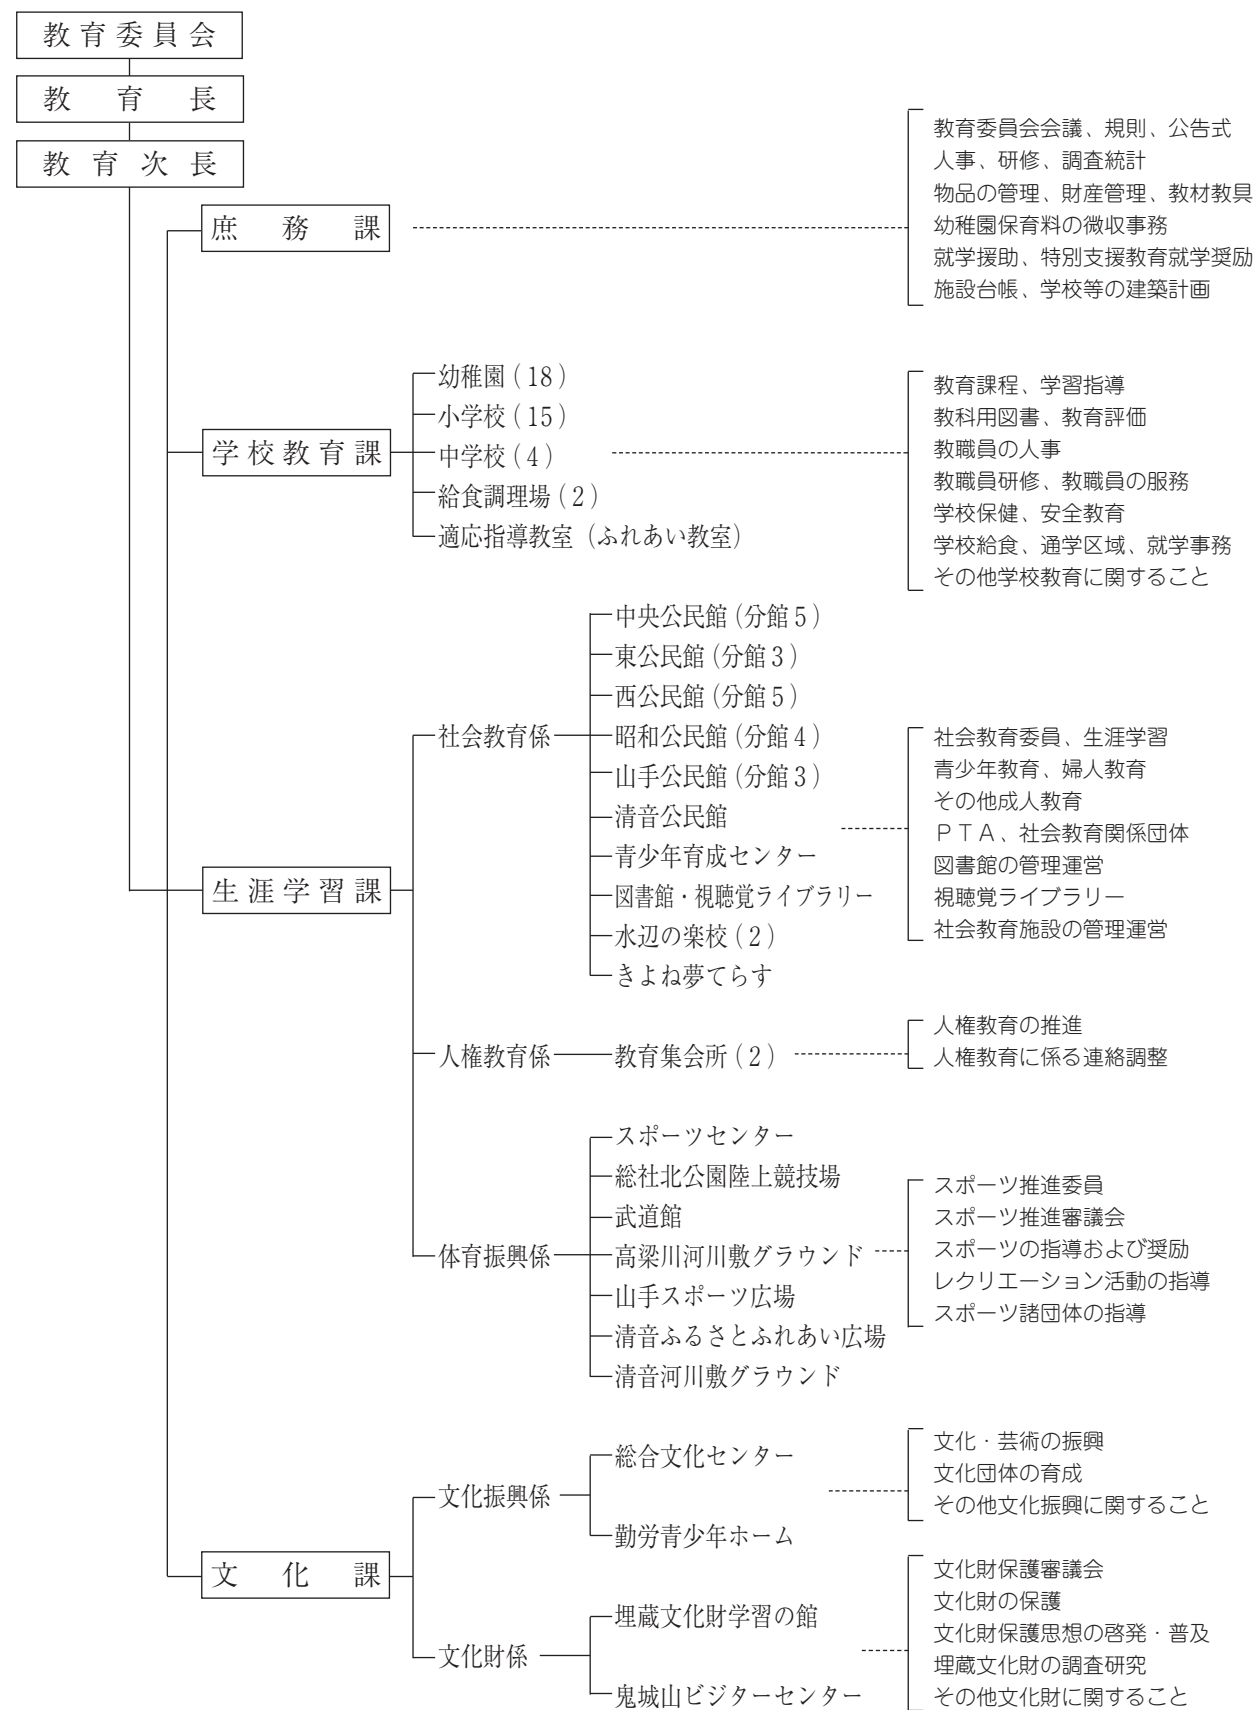 教育委員会
教育長
教育次長
庶務課
教育委員会会議、規則、公告式
人事、研修、調査統計
物品の管理、財産管理、教材教具
幼稚園保育料の徴収事務
就学援助、特別支援教育就学奨励
施設台帳、学校等の建築計画
学校教育課
幼稚園(18)
小学校(15)
中学校(4)
給食調理場(2)
適応指導教室(ふれあい教室)
教育課程、学習指導
教科用図書、教育評価
教職員の人事
教職員研修、教職員の服務
学校保健、安全教育
学校給食、通学区域、就学事務
その他学校教育に関すること
生涯学習課
社会教育係
中央公民館(分館5)
東公民館(分館3)
西公民館(分館5)
昭和公民館(分館4)
山手公民館(分館3)
清音公民館
青少年育成センター
図書館・視聴覚ライブラリー
水辺の楽校(2)
きよね夢てらす
社会教育委員、生涯学習
青少年教育、婦人教育
その他成人教育
PTA、社会教育関係団体
図書館の管理運営
視聴覚ライブラリー
社会教育施設の管理運営
人権教育係
教育集会所(2)
人権教育の推進
人権教育に係る連絡調整
体育振興係
スポーツセンター
総社北公園陸上競技場
武道館
高梁川河川敷グラウンド
山手スポーツ広場
清音ふるさとふれあい広場
清音河川敷グラウンド
スポーツ推進委員
スポーツ推進審議会
スポーツの指導および奨励
レクリエーション活動の指導
スポーツ諸団体の指導
文化課
文化振興係
総合文化センター
勤労青少年ホーム
文化・芸術の振興
文化団体の育成
その他文化振興に関すること
文化財係
埋蔵文化財学習の館
鬼城山ビジターセンター
文化財保護審議会
文化財の保護
文化財保護思想の啓発・普及
埋蔵文化財の調査研究
その他文化財に関すること